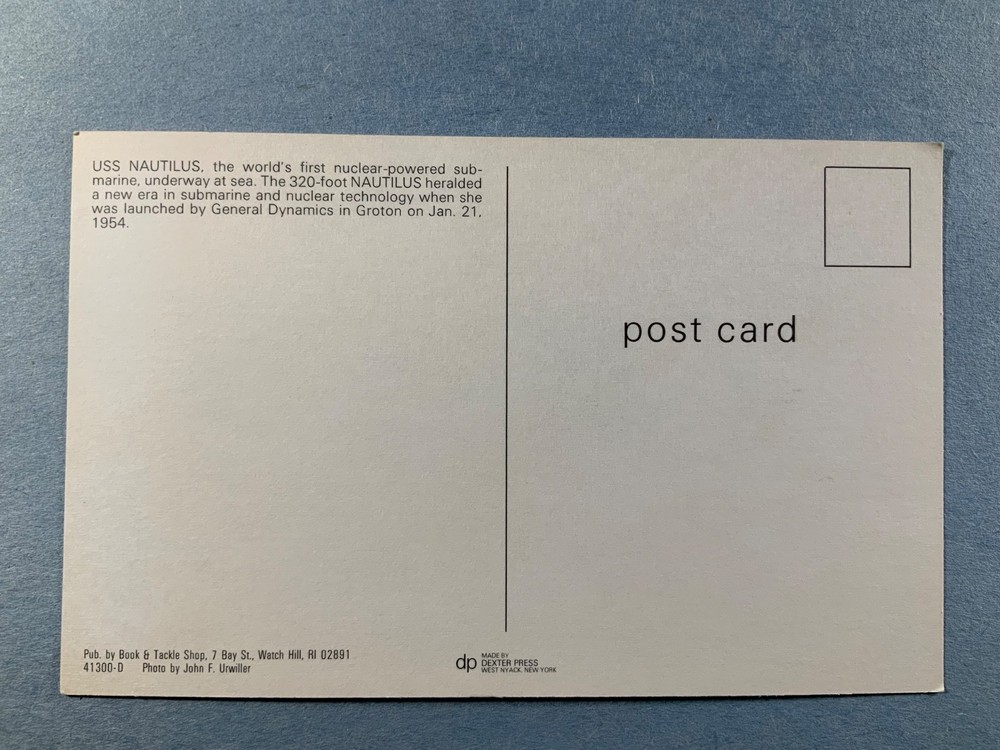 USS NAUTILUS, the world's first nuclear-powered sub-
marine, underway at sea. The 320-foot NAUTILUS heralded
a new era in submarine and nuclear technology when she
was launched by General Dynamics in Groton on Jan. 21,
1954.
post card
Pub. by Book & Tackle Shop, 7 Bay St., Watch Hill, RI 02891
41300-D Photo by John F. Urwiller
dp
MADE BY
DEXTER PRESS
WEST NYACK, NEW YORK